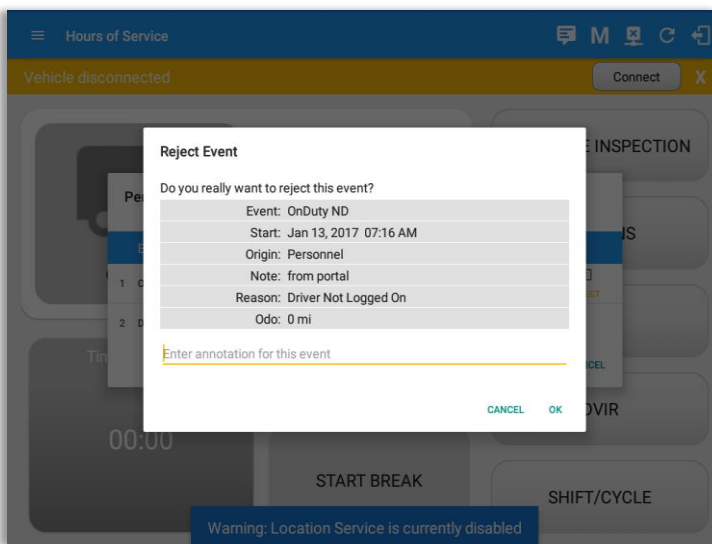 Hours of Service
M
Vehicle disconnected
Connect
X
Reject Event
Do you really want to reject this event?
Event: OnDuty ND
Start: Jan 13, 2017 07:16 AM
Origin: Personnel
Note: from portal
Reason: Driver Not Logged On
Odo: 0 mi
Enter annotation for this event
CANCEL OK
INSPECTION
1
2 D
00:00
START BREAK
SHIFT/CYCLE
Warning: Location Service is currently disabled